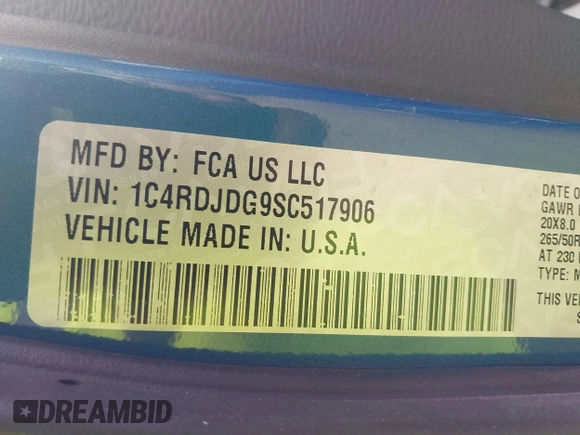 MFD BY: FCA US LLC
VIN: 1C4RDJDG9SC517906
VEHICLE MADE IN: U.S.A.
DATE O
GAWR
20X8.0
265/50R
AT 230
TYPE: M
THIS VE
DREAMBID